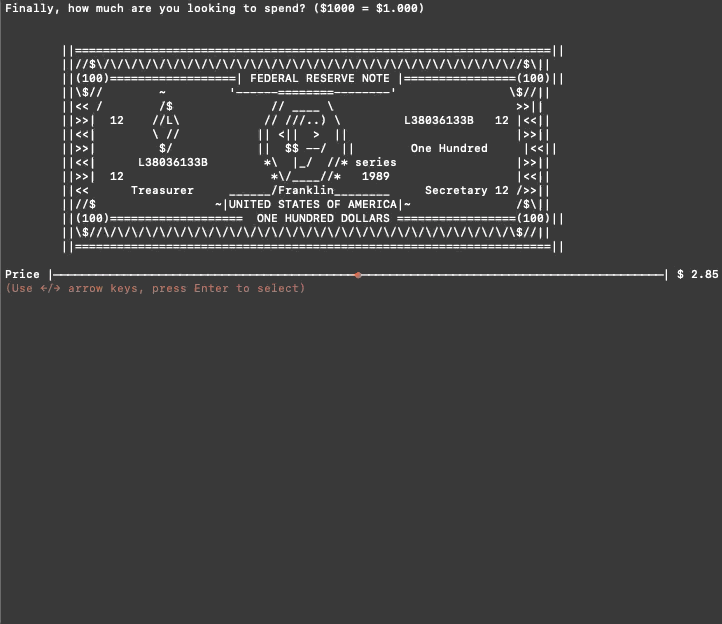 Finally, how much are you looking to spend? ($1000 = $1.000)
||====================================================================||
||//$\/\/\/\/\/\/\/\/\/\/\/\/\/\/\/\/\/\/\/\/\/\/\/\/\/\/\/\/\/\//$\||
||(100)==================| FEDERAL RESERVE NOTE |================(100)||
||\$//        ~         '------========--------'                \$//||
||<< /        /$              // ____ \                          >>||
||>>|  12    //L\            // ///..) \         L38036133B   12 |<<||
||<<|        \ //           || <||  >  ||                        |>>||
||>>|         $/            ||  $$ --/  ||        One Hundred     |<<||
||<<|      L38036133B        *\  |_/  //* series                 |>>||
||>>|  12                     *\/____//*   1989                  |<<||
||<<      Treasurer     ______/Franklin________     Secretary 12 />>||
||//$                 ~|UNITED STATES OF AMERICA|~               /$\||
||(100)===================  ONE HUNDRED DOLLARS =================(100)||
||\$//\/\/\/\/\/\/\/\/\/\/\/\/\/\/\/\/\/\/\/\/\/\/\/\/\/\/\/\/\/\$//||
||====================================================================||
Price |———————————————————————●———————————————————————| $ 2.85
(Use ←/→ arrow keys, press Enter to select)